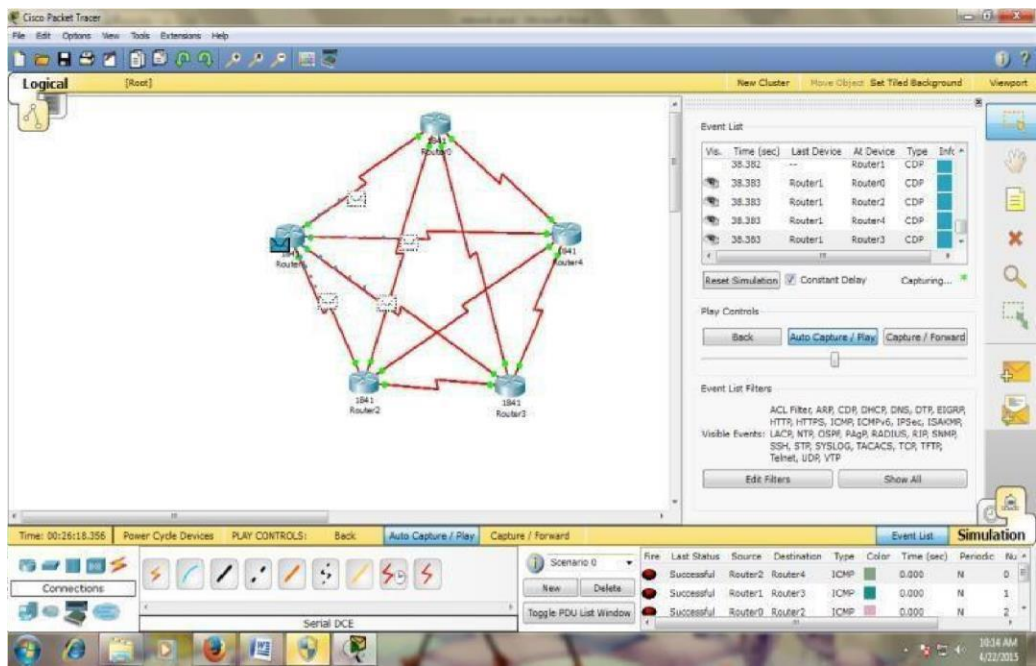 Cisco Packet Tracer
File Edit Options View Tools Extensions Help
Logical [Root] New Cluster Move Object Set Tiled Background Viewport
1841
Router0
Router4
1841
Router2
1841
Router3
Event List
Vis. Time (sec) Last Device At Device Type Info
38.382 -- Router1 CDP
38.383 Router1 Router0 CDP
38.383 Router1 Router2 CDP
38.383 Router1 Router4 CDP
38.383 Router1 Router3 CDP
Reset Simulation Constant Delay Capturing...
Play Controls
Back Auto Capture / Play Capture / Forward
Event List Filters
Visible Events: ACL Filter, ARP, CDP, DHCP, DNS, DTP, EIGRP,
HTTP, HTTPS, ICMP, ICMPv6, IPSec, ISAKMP,
LACP, NTP, OSPF, PAgP, RADIUS, RIP, SNMP,
SSH, STP, SYSLOG, TACACS, TCP, TFTP,
Telnet, UDP, VTP
Edit Filters Show All
Time: 00:26:18.356 Power Cycle Devices PLAY CONTROLS: Back Auto Capture / Play Capture / Forward Event List Simulation
Connections
Serial DCE
Scenario 0
New Delete
Toggle PDU List Window
Fire Last Status Source Destination Type Color Time (sec) Periodic Nu
Successful Router2 Router4 ICMP 0.000 N 0
Successful Router1 Router3 ICMP 0.000 N 1
Successful Router0 Router2 ICMP 0.000 N 2
10:14 AM
4/22/2015